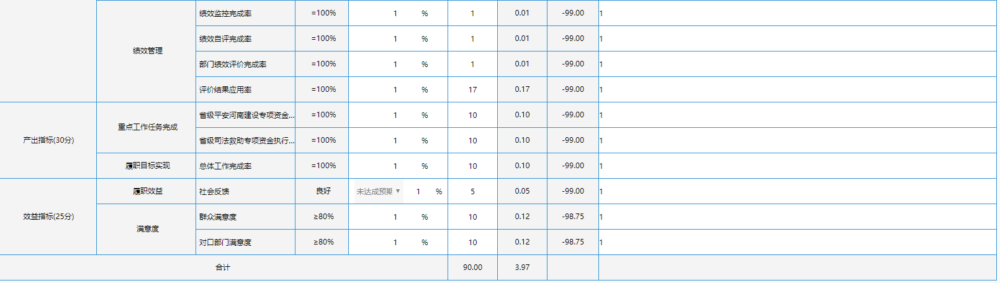 绩效监控完成率 =100% 1 % 1 0.01 -99.00 1
绩效自评完成率 =100% 1 % 1 0.01 -99.00 1
绩效管理
部门绩效评价完成率 =100% 1 % 1 0.01 -99.00 1
评价结果应用率 =100% 1 % 17 0.17 -99.00 1
省级平安河南建设专项资金... =100% 1 % 10 0.10 -99.00 1
重点工作任务完成
产出指标(30分) 省级司法救助专项资金执行... =100% 1 % 10 0.10 -99.00 1
履职目标实现 总体工作完成率 =100% 1 % 10 0.10 -99.00 1
履职效益 社会反馈 良好 未达成预期 ▼ 1 % 5 0.05 -99.00 1
效益指标(25分) 群众满意度 ≥80% 1 % 10 0.12 -98.75 1
满意度
对口部门满意度 ≥80% 1 % 10 0.12 -98.75 1
合计 90.00 3.97